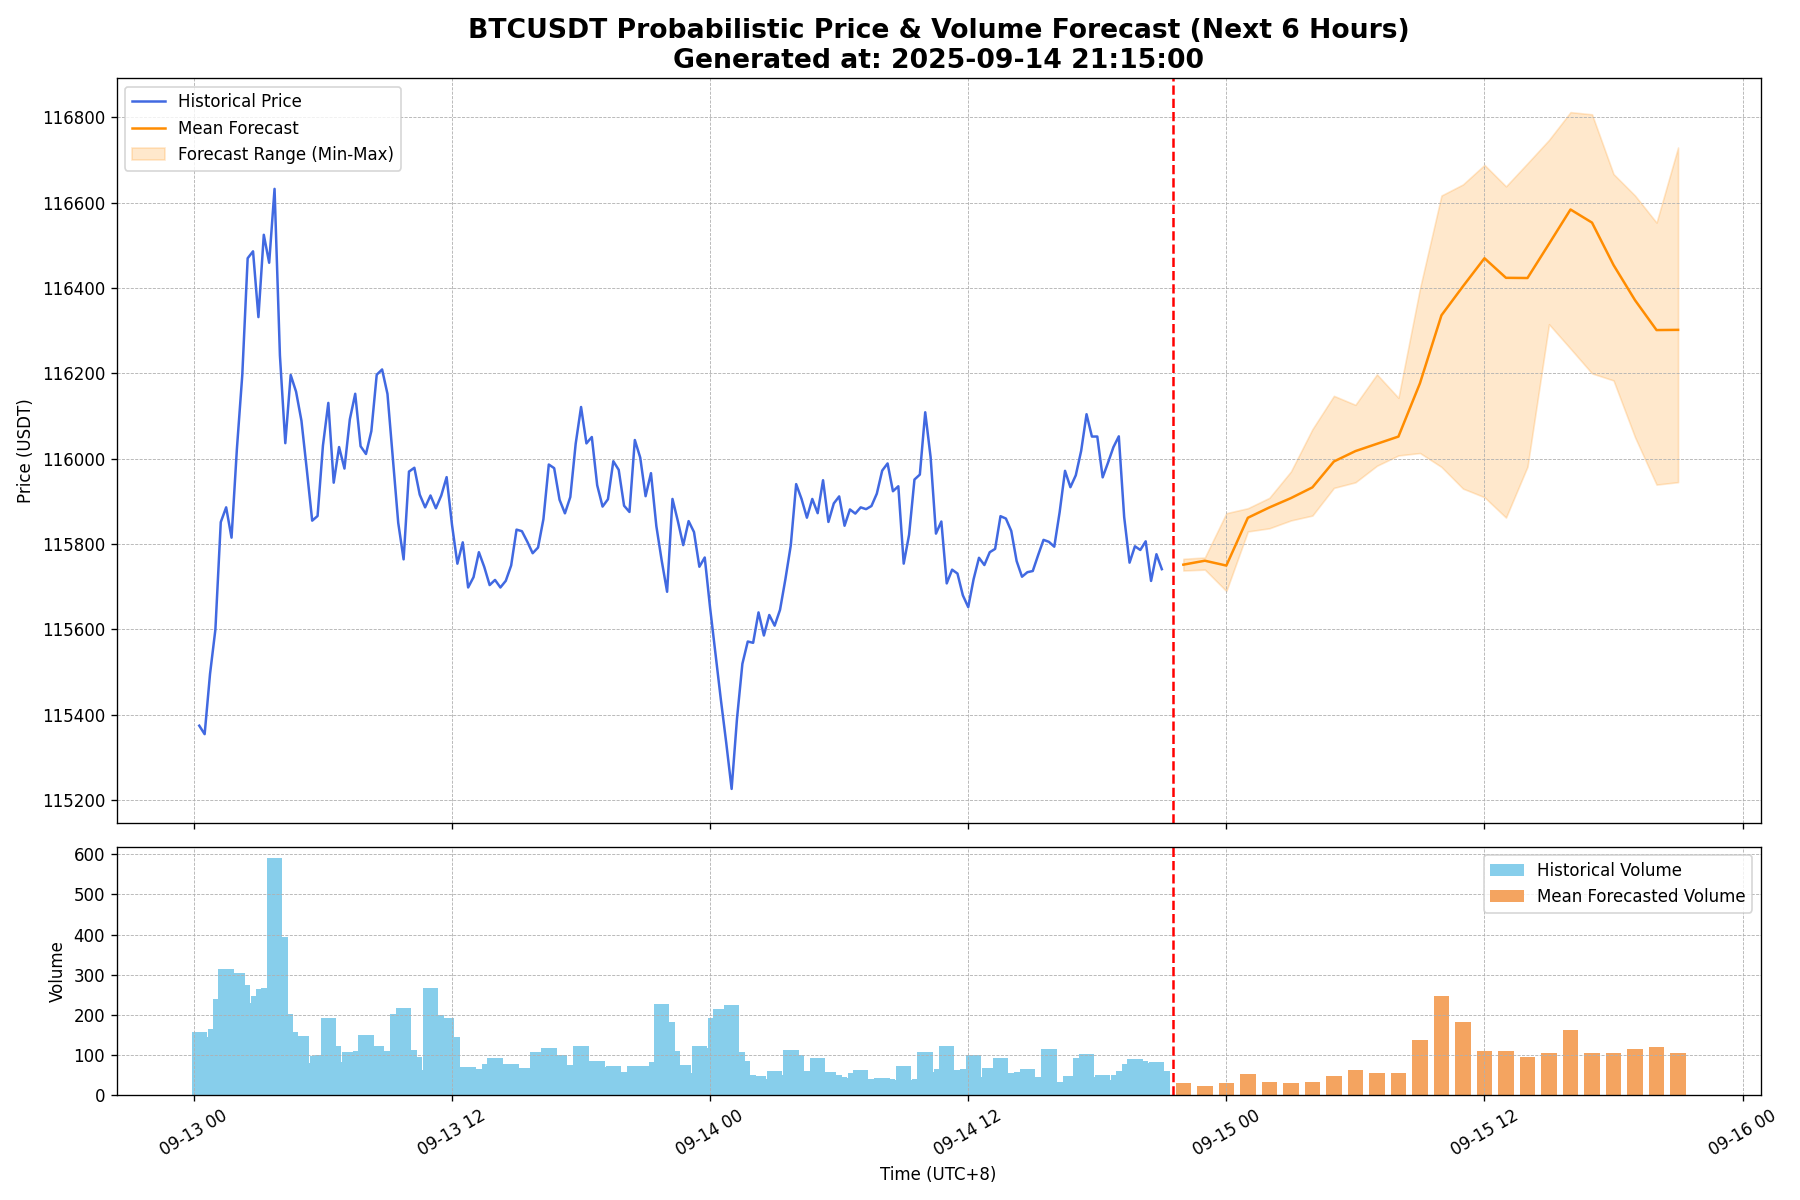 BTCUSDT Probabilistic Price & Volume Forecast (Next 6 Hours)
Generated at: 2025-09-14 21:15:00
Historical Price
Mean Forecast
Forecast Range (Min-Max)
116800
116600
116400
116200
116000
115800
115600
115400
115200
Price (USDT)
Historical Volume
Mean Forecasted Volume
600
500
400
300
200
100
0
Volume
09-13 00
09-13 12
09-14 00
09-14 12
09-15 00
09-15 12
09-16 00
Time (UTC+8)